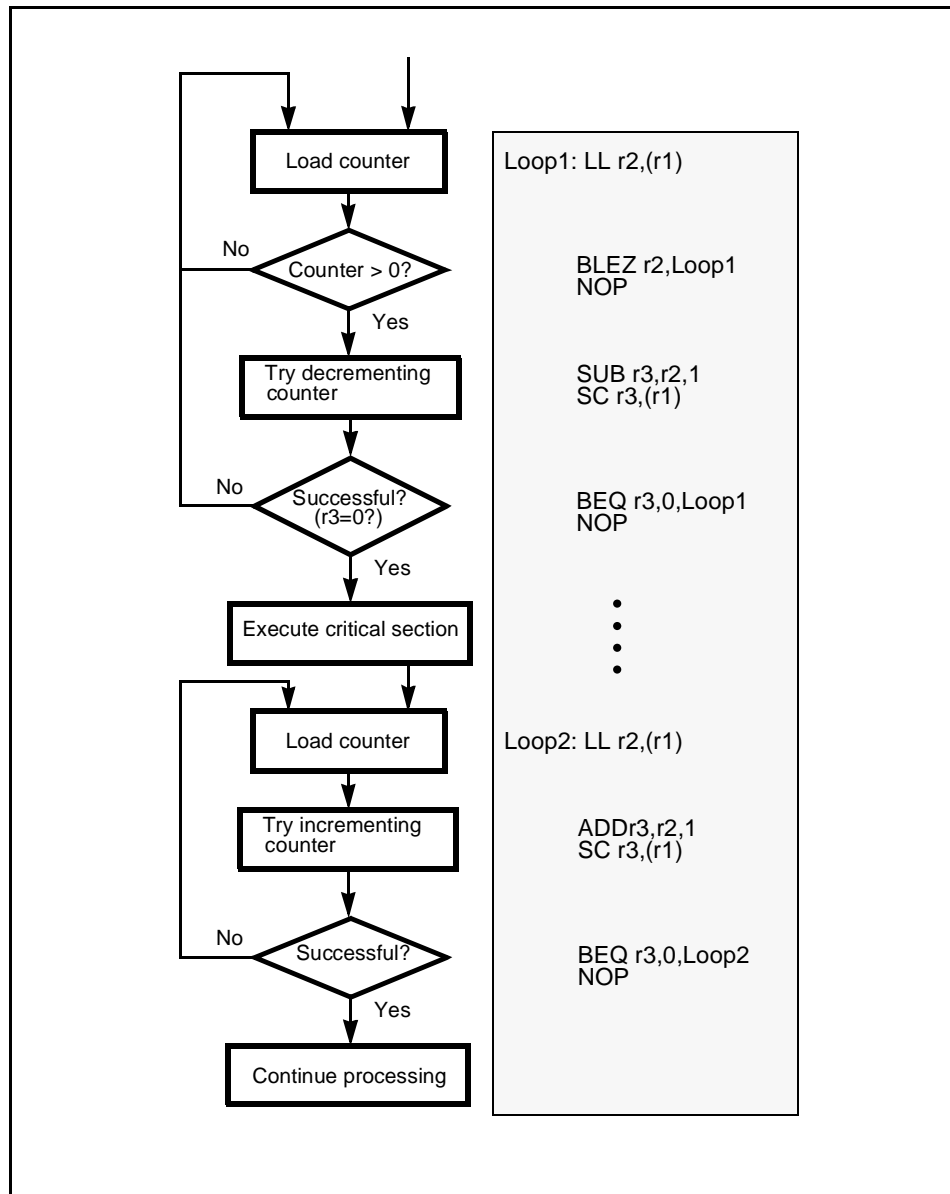 Load counter
Loop1: LL r2,(r1)
No
Counter > 0?
BLEZ r2,Loop1
NOP
Yes
Try decrementing
counter
SUB r3,r2,1
SC r3,(r1)
No
Successful?
(r3=0?)
BEQ r3,0,Loop1
NOP
Yes
Execute critical section
Load counter
Loop2: LL r2,(r1)
Try incrementing
counter
ADDr3,r2,1
SC r3,(r1)
No
Successful?
BEQ r3,0,Loop2
NOP
Yes
Continue processing